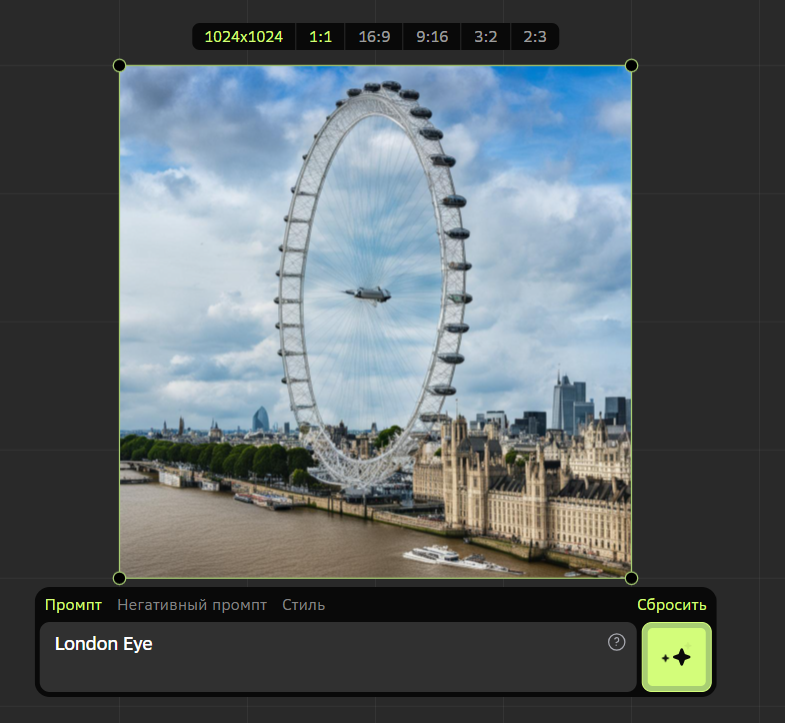 1024x1024 1:1 16:9 9:16 3:2 2:3
Промпт Негативный промпт Стиль Сбросить
London Eye ?